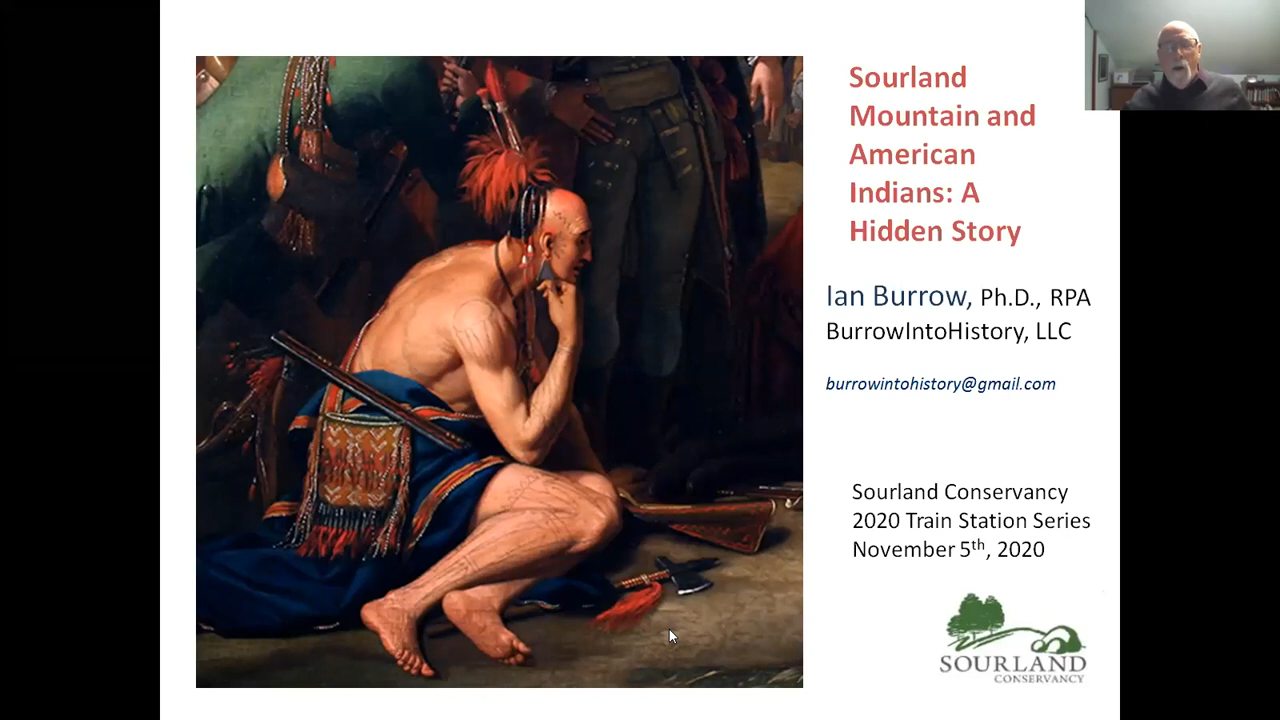 Sourland
Mountain and
American
Indians: A
Hidden Story
Ian Burrow, Ph.D., RPA
BurrowIntoHistory, LLC
burrowintohistory@gmail.com
Sourland Conservancy
2020 Train Station Series
November 5th, 2020
SOURLAND
CONSERVANCY